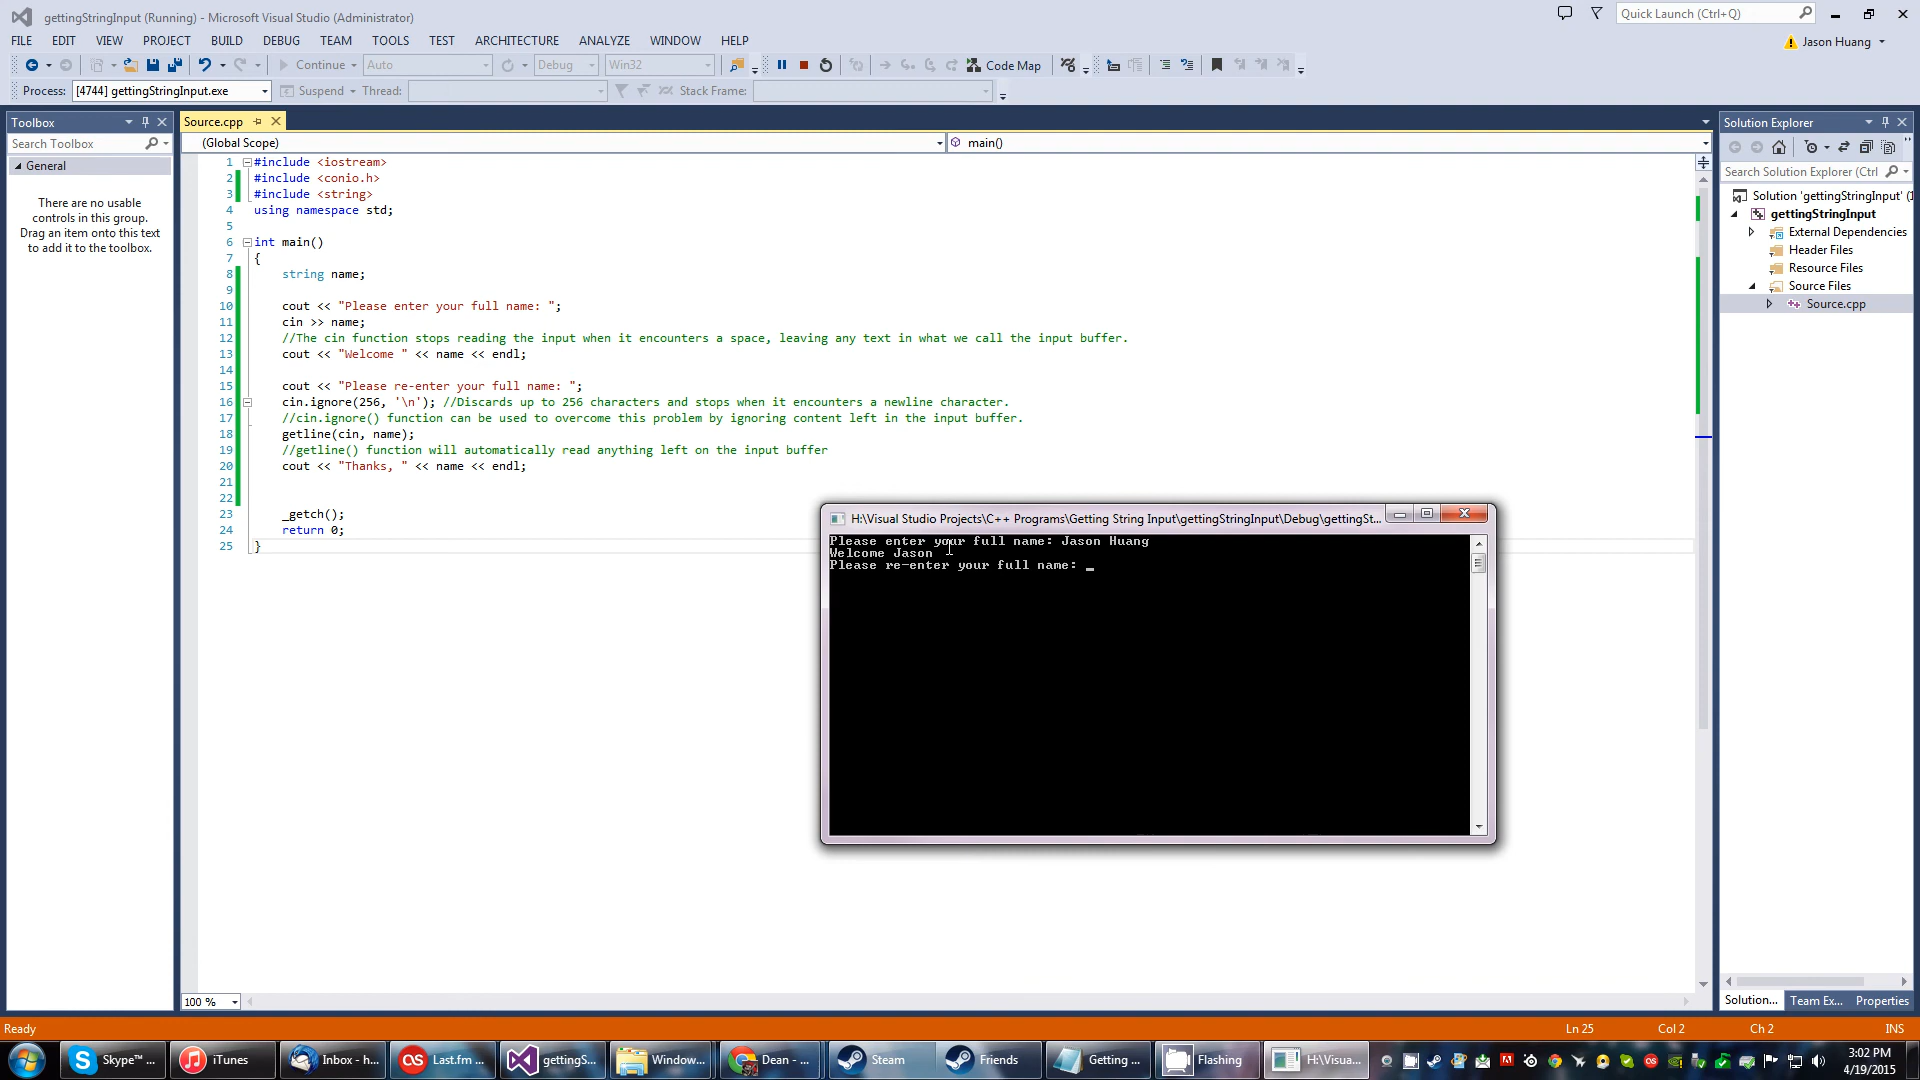 gettingStringInput (Running) - Microsoft Visual Studio (Administrator)
Quick Launch (Ctrl+Q)
FILE EDIT VIEW PROJECT BUILD DEBUG TEAM TOOLS TEST ARCHITECTURE ANALYZE WINDOW HELP
Jason Huang
Continue Auto Debug Win32 Code Map
Process: [4744] gettingStringInput.exe Suspend Thread: Stack Frame:
Toolbox
Search Toolbox
General
There are no usable
controls in this group.
Drag an item onto this text
to add it to the toolbox.
Source.cpp
(Global Scope) main()
1 #include <iostream>
2 #include <conio.h>
3 #include <string>
4 using namespace std;
5
6 int main()
7 {
8 string name;
9
10 cout << "Please enter your full name: ";
11 cin >> name;
12 //The cin function stops reading the input when it encounters a space, leaving any text in what we call the input buffer.
13 cout << "Welcome " << name << endl;
14
15 cout << "Please re-enter your full name: ";
16 cin.ignore(256, '\n'); //Discards up to 256 characters and stops when it encounters a newline character.
17 //cin.ignore() function can be used to overcome this problem by ignoring content left in the input buffer.
18 getline(cin, name);
19 //getline() function will automatically read anything left on the input buffer
20 cout << "Thanks, " << name << endl;
21
22
23 _getch();
24 return 0;
25 }
H:\Visual Studio Projects\C++ Programs\Getting String Input\gettingStringInput\Debug\gettingSt...
Please enter your full name: Jason Huang
Welcome Jason
Please re-enter your full name: _
Solution Explorer
Search Solution Explorer (Ctrl
Solution 'gettingStringInput' (1
gettingStringInput
External Dependencies
Header Files
Resource Files
Source Files
Source.cpp
100 %
Solution... Team Ex... Properties
Ready Ln 25 Col 2 Ch 2 INS
Skype™ ... iTunes Inbox - h... Last.fm ... gettingS... Window... Dean - ... Steam Friends Getting ... Flashing H:\Visua...
3:02 PM
4/19/2015